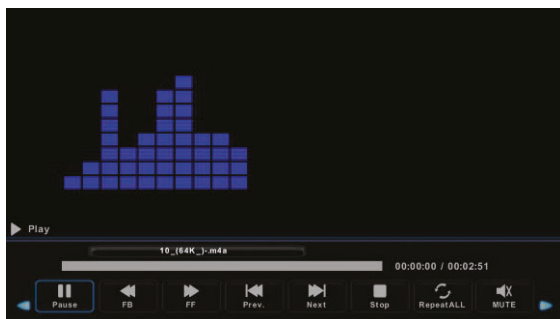 Play
10_(64K_)-.m4a
00:00:00 / 00:02:51
Pause FB FF Prev. Next Stop RepeatALL MUTE